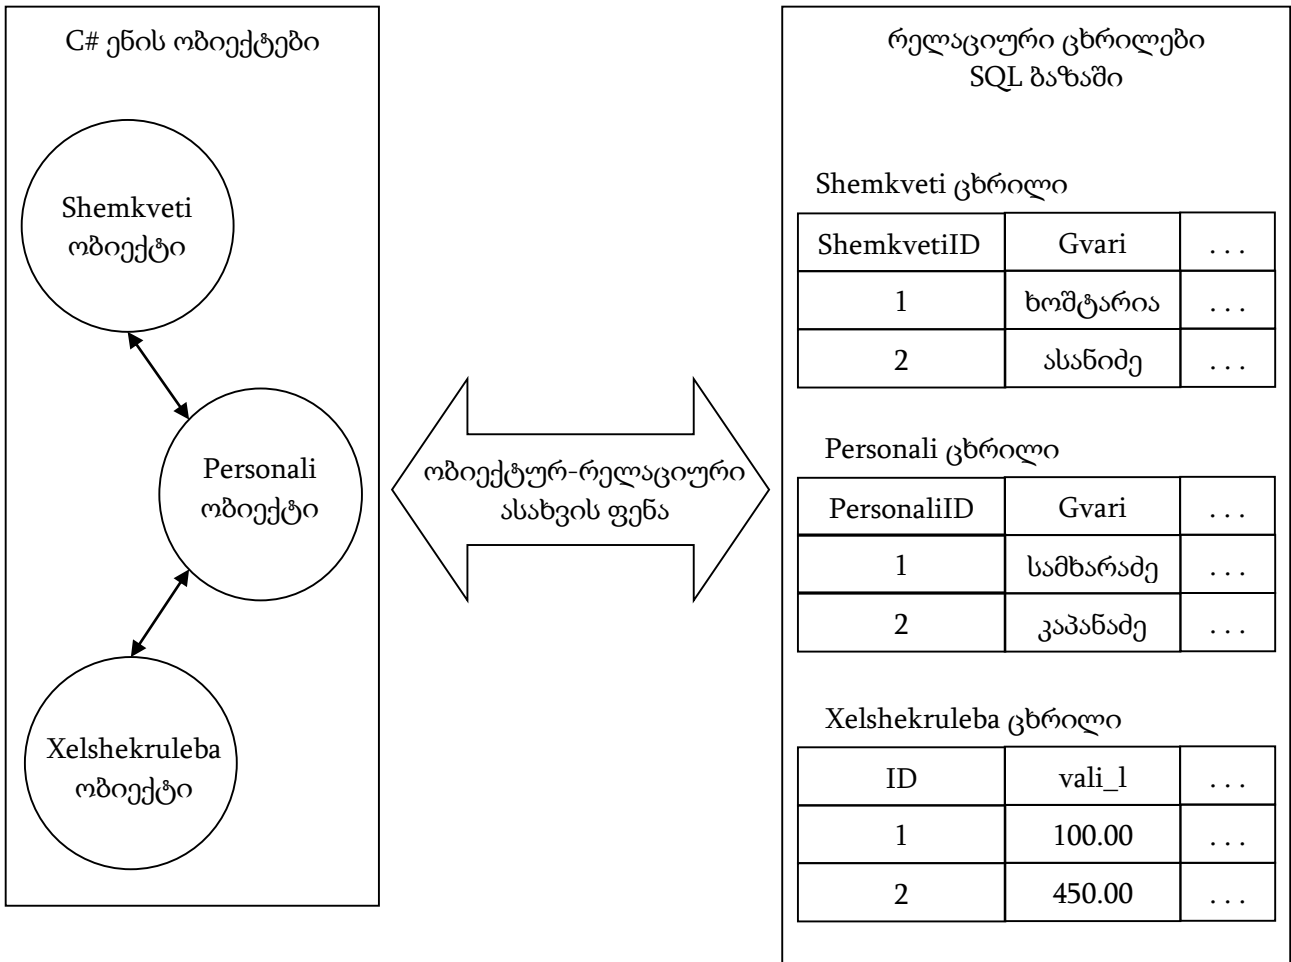 C# ენის ობიექტები
Shemkveti
ობიექტი
Personali
ობიექტი
Xelshekruleba
ობიექტი
ობიექტურ-რელაციური
ასახვის ფენა
რელაციური ცხრილები
SQL ბაზაში
Shemkveti ცხრილი
ShemkvetiID Gvari . . .
1 ხოშტარია . . .
2 ასანიძე . . .
Personali ცხრილი
PersonaliID Gvari . . .
1 სამხარაძე . . .
2 კაპანაძე . . .
Xelshekruleba ცხრილი
ID vali_l . . .
1 100.00 . . .
2 450.00 . . .